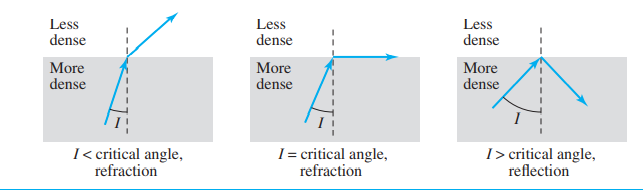 Less
dense
More
dense
I
I < critical angle,
refraction
Less
dense
More
dense
I
I = critical angle,
refraction
Less
dense
More
dense
I
I > critical angle,
reflection